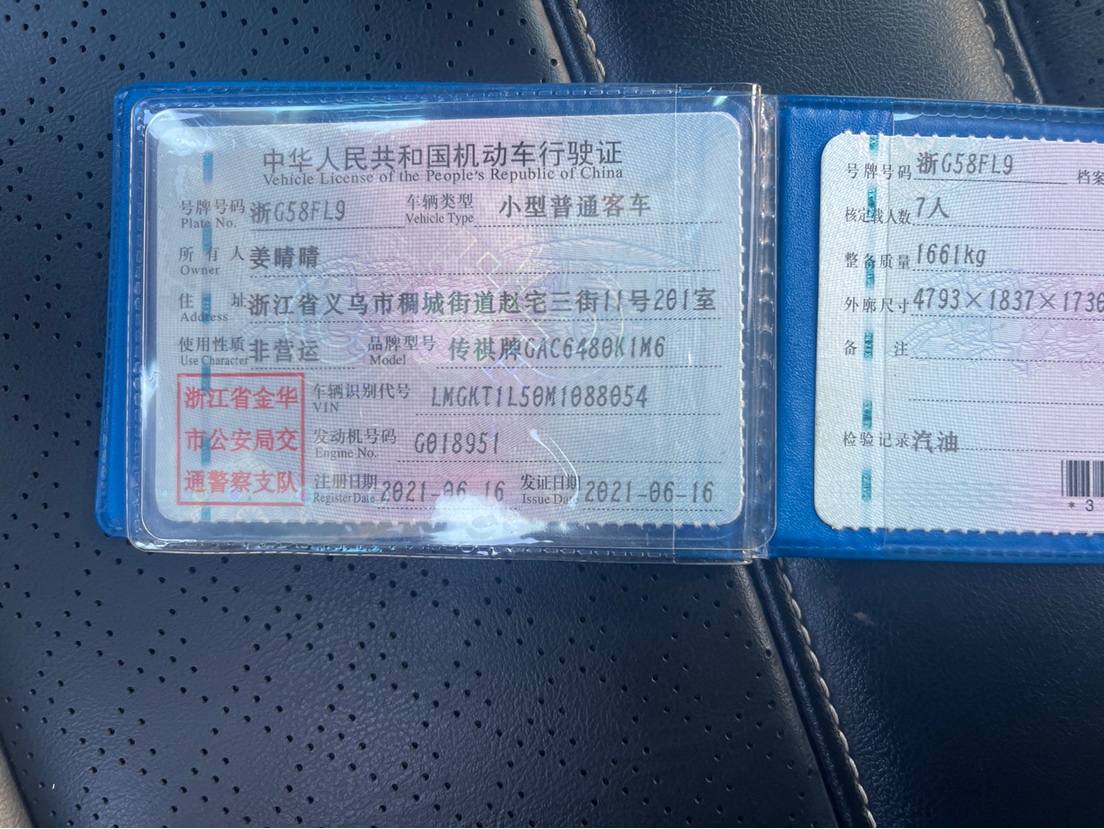 中华人民共和国机动车行驶证
Vehicle License of the People's Republic of China
号牌号码 浙G58FL9 车辆类型 小型普通客车
Plate No. Vehicle Type
所有人 姜晴晴
Owner
住址 浙江省义乌市稠城街道赵宅三街11号201室
Address
使用性质 非营运 品牌型号 传祺牌GAC6480K1M6
Use Character Model
浙江省金华
市公安局交
通警察支队
车辆识别代号 LMGKT1L50M1088054
VIN
发动机号码 G018951
Engine No.
注册日期 2021-06-16 发证日期 2021-06-16
Register Date Issue Date
号牌号码 浙G58FL9 档案
核定载人数 7人
整备质量 1661kg
外廓尺寸 4793×1837×173
备注
检验记录 汽油
*3